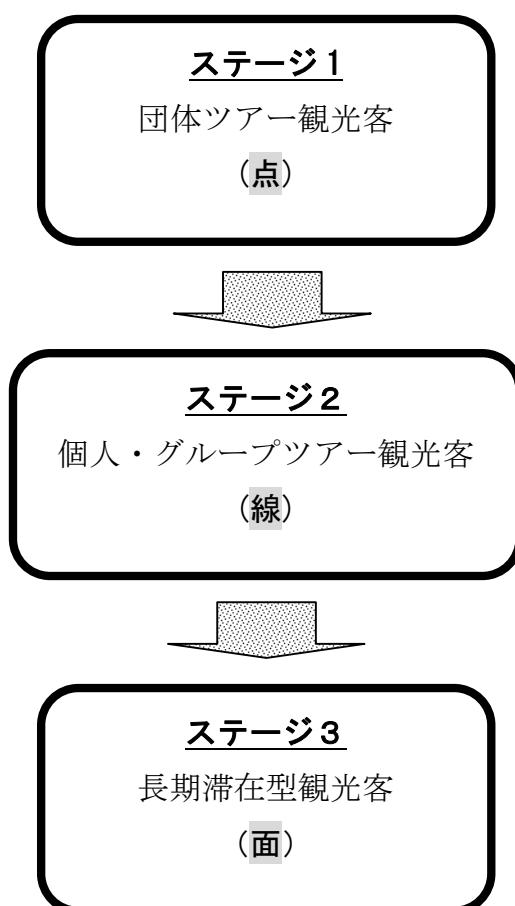 ステージ1
団体ツアー観光客
(点)
ステージ2
個人・グループツアー観光客
(線)
ステージ3
長期滞在型観光客
(面)